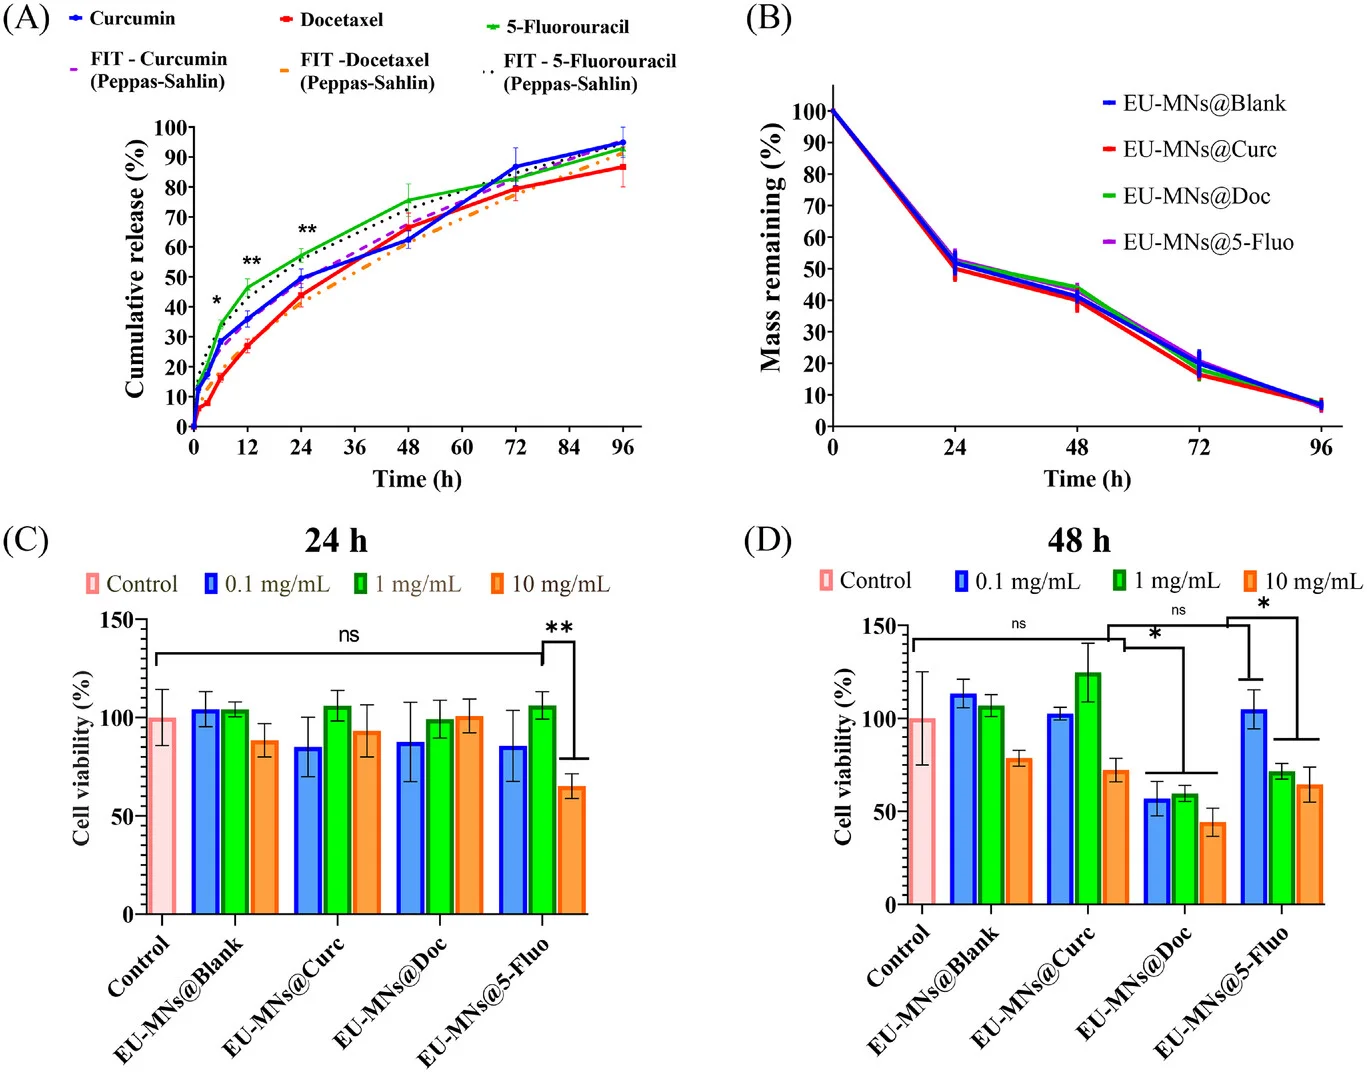 (A)
Curcumin
Docetaxel
5-Fluorouracil
FIT - Curcumin
(Peppas-Sahlin)
FIT -Docetaxel
(Peppas-Sahlin)
FIT - 5-Fluorouracil
(Peppas-Sahlin)
Cumulative release (%)
100
90
80
70
60
50
40
30
20
10
0
*
**
**
0 12 24 36 48 60 72 84 96
Time (h)
(B)
EU-MNs@Blank
EU-MNs@Curc
EU-MNs@Doc
EU-MNs@5-Fluo
Mass remaining (%)
100
90
80
70
60
50
40
30
20
10
0
0 24 48 72 96
Time (h)
(C)
24 h
Control 0.1 mg/mL 1 mg/mL 10 mg/mL
Cell viability (%)
150
100
50
0
ns
**
Control
EU-MNs@Blank
EU-MNs@Curc
EU-MNs@Doc
EU-MNs@5-Fluo
(D)
48 h
Control 0.1 mg/mL 1 mg/mL 10 mg/mL
Cell viability (%)
150
100
50
0
ns
*
ns
*
Control
EU-MNs@Blank
EU-MNs@Curc
EU-MNs@Doc
EU-MNs@5-Fluo